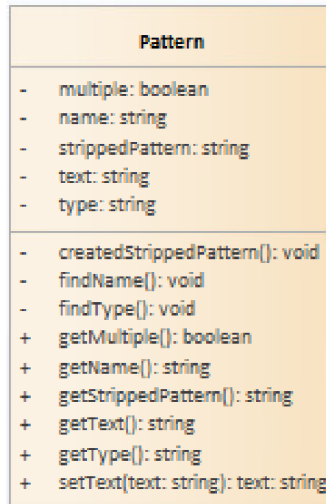 Pattern
- multiple: boolean
- name: string
- strippedPattern: string
- text: string
- type: string
- createdStrippedPattern(): void
- findName(): void
- findType(): void
+ getMultiple(): boolean
+ getName(): string
+ getStrippedPattern(): string
+ getText(): string
+ getType(): string
+ setText(text: string): text: string